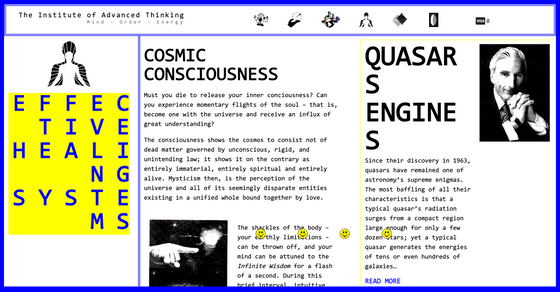 The Institute of Advanced Thinking
Mind - Order - Energy
VISA
EFFEC
TIVE
HEALI
NG
SYSTE
MS
COSMIC
CONSCIOUSNESS
Must you die to release your inner conciousness? Can
you experience momentary flights of the soul – that is,
become one with the universe and receive an influx of
great understanding?
The consciousness shows the cosmos to consist not of
dead matter governed by unconscious, rigid, and
unintending law; it shows it on the contrary as
entirely immaterial, entirely spiritual and entirely
alive. Mysticism then, is the perception of the
universe and all of its seemingly disparate entities
existing in a unified whole bound together by love.
The shackles of the body –
your earthly limitations –
can be thrown off, and your
mind can be attuned to the
Infinite Wisdom for a flash
of a second. During this
brief interval, intuitive
QUASAR
S
ENGINE
S
Since their discovery in 1963,
quasars have remained one of
astronomy's supreme enigmas.
The most baffling of all their
characteristics is that a
typical quasar's radiation
surges from a compact region
large enough for only a few
dozen stars; yet a typical
quasar generates the energies
of tens or even hundreds of
galaxies…
READ MORE